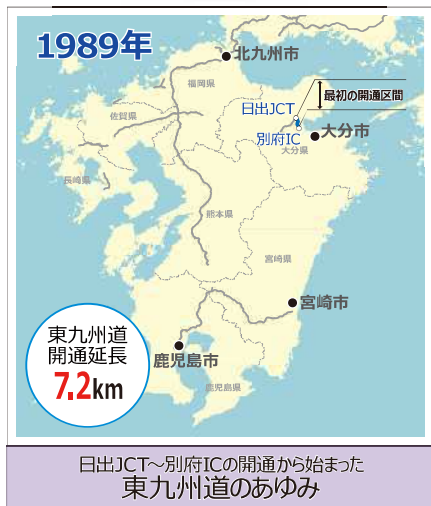 1989年
北九州市
福岡県
最初の開通区間
日出JCT
佐賀県
大分市
別府IC
大分県
長崎県
熊本県
宮崎県
宮崎市
東九州道
開通延長
7.2km
鹿児島市
鹿児島県
日出JCT～別府ICの開通から始まった
東九州道のあゆみ